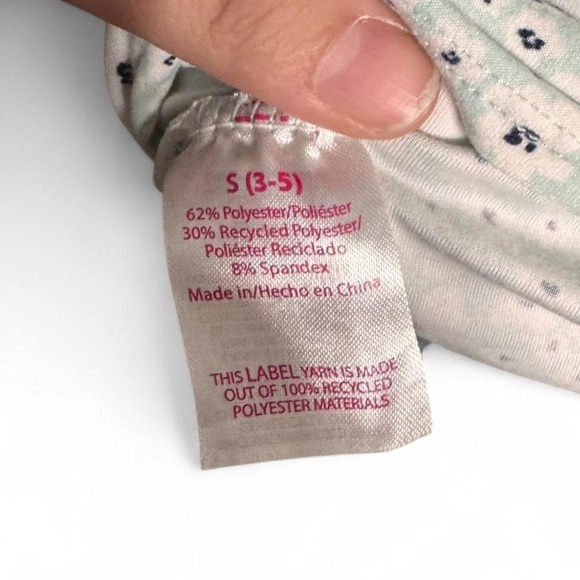 S (3-5)
62% Polyester/Poliéster
30% Recycled Polyester/
Poliéster Reciclado
8% Spandex
Made in/Hecho en China
THIS LABEL YARN IS MADE
OUT OF 100% RECYCLED
POLYESTER MATERIALS